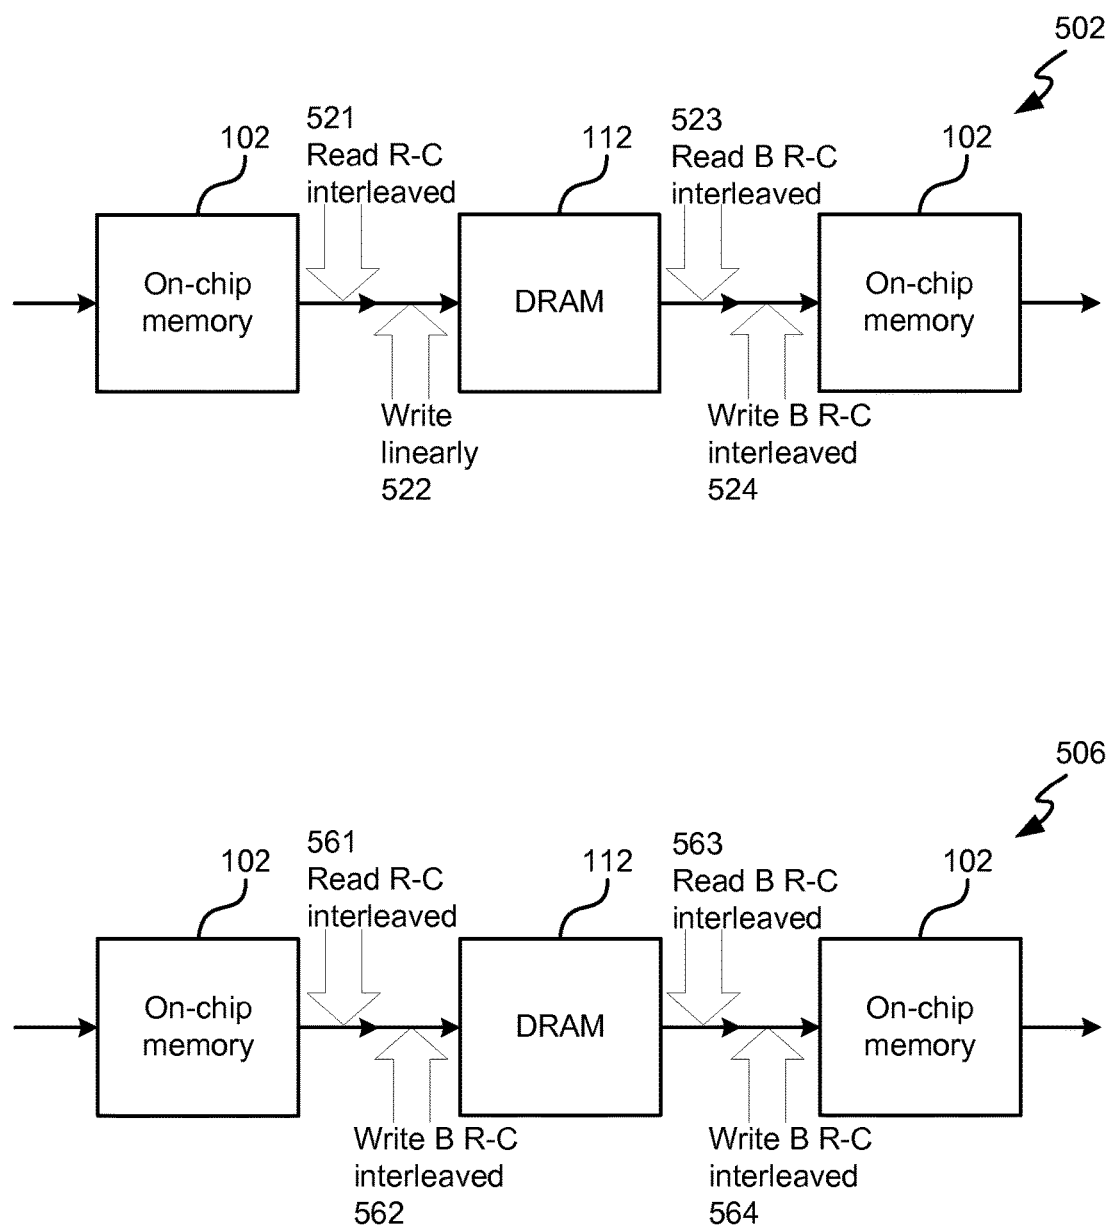 502
521
Read R-C
interleaved
523
Read B R-C
interleaved
102
112
102
On-chip
memory
DRAM
On-chip
memory
Write
linearly
522
Write B R-C
interleaved
524
506
561
Read R-C
interleaved
563
Read B R-C
interleaved
102
112
102
On-chip
memory
DRAM
On-chip
memory
Write B R-C
interleaved
562
Write B R-C
interleaved
564